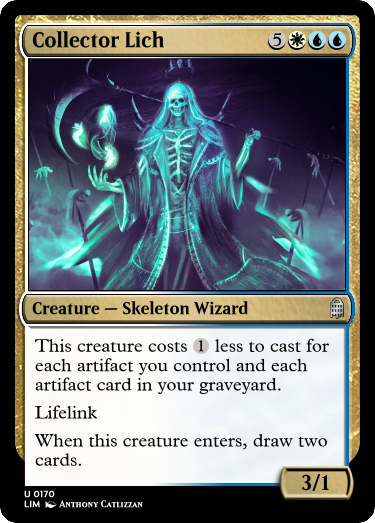 Collector Lich
5
This creature costs 1 less to cast for
each artifact you control and each
artifact card in your graveyard.
Lifelink
When this creature enters, draw two
cards.
Creature — Skeleton Wizard
3/1
U 0170
LIM Anthony Catlizzan